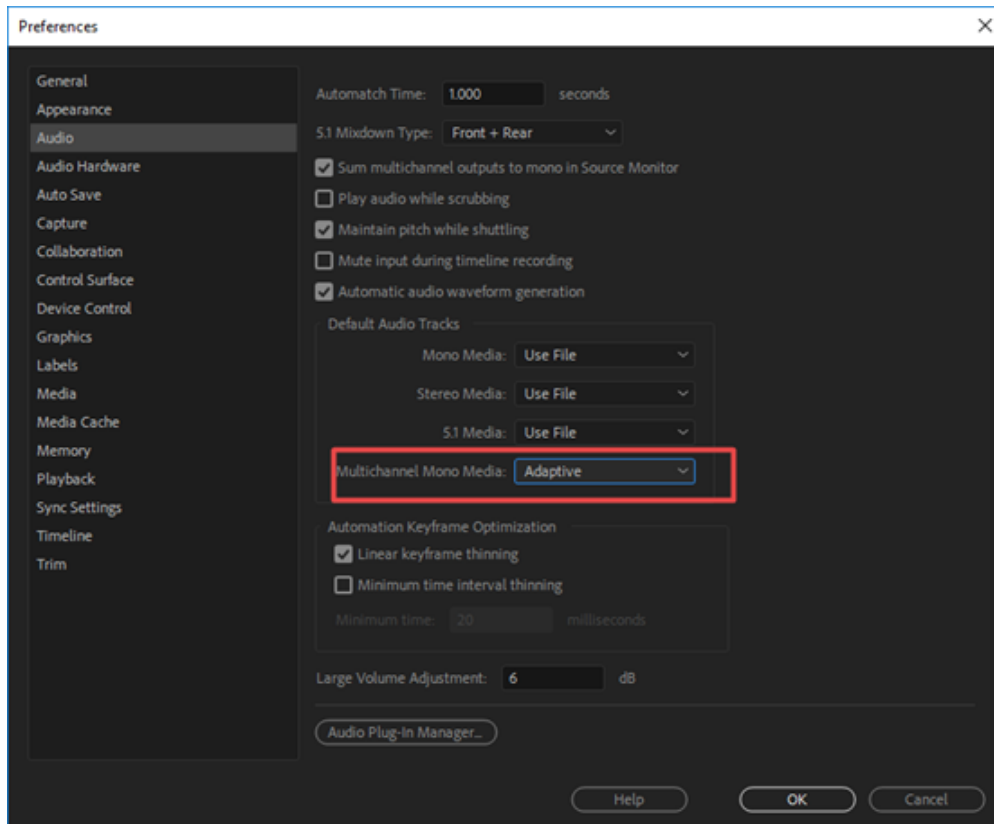 Preferences
General
Appearance
Audio
Audio Hardware
Auto Save
Capture
Collaboration
Control Surface
Device Control
Graphics
Labels
Media
Media Cache
Memory
Playback
Sync Settings
Timeline
Trim
Automatch Time: 1.000 seconds
5.1 Mixdown Type: Front + Rear
Sum multichannel outputs to mono in Source Monitor
Play audio while scrubbing
Maintain pitch while shuttling
Mute input during timeline recording
Automatic audio waveform generation
Default Audio Tracks
Mono Media: Use File
Stereo Media: Use File
5.1 Media: Use File
Multichannel Mono Media: Adaptive
Automation Keyframe Optimization
Linear keyframe thinning
Minimum time interval thinning
Minimum time: 20 milliseconds
Large Volume Adjustment: 6 dB
Audio Plug-In Manager...
Help OK Cancel